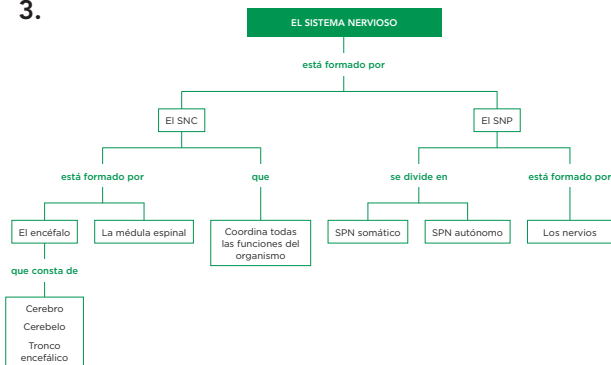 3.
EL SISTEMA NERVIOSO
está formado por
El SNC
El SNP
está formado por
que
se divide en
está formado por
El encéfalo
La médula espinal
Coordina todas
las funciones del
organismo
SPN somático
SPN autónomo
Los nervios
que consta de
Cerebro
Cerebelo
Tronco
encefálico